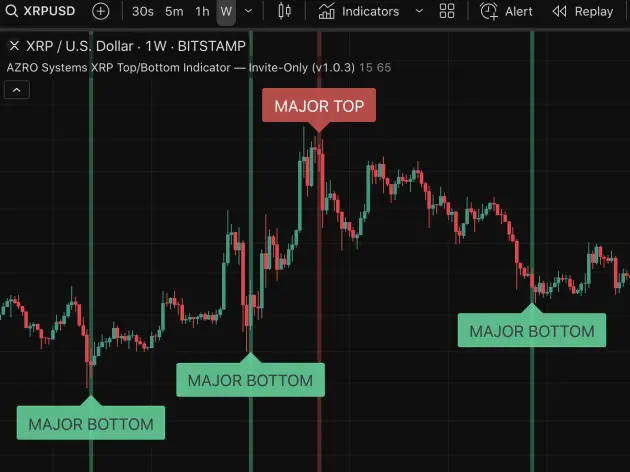 XRPUSD 30s 5m 1h W Indicators Alert Replay
XRP / U.S. Dollar · 1W · BITSTAMP
AZRO Systems XRP Top/Bottom Indicator — Invite-Only (v1.0.3) 15 65
MAJOR TOP
MAJOR BOTTOM
MAJOR BOTTOM
MAJOR BOTTOM